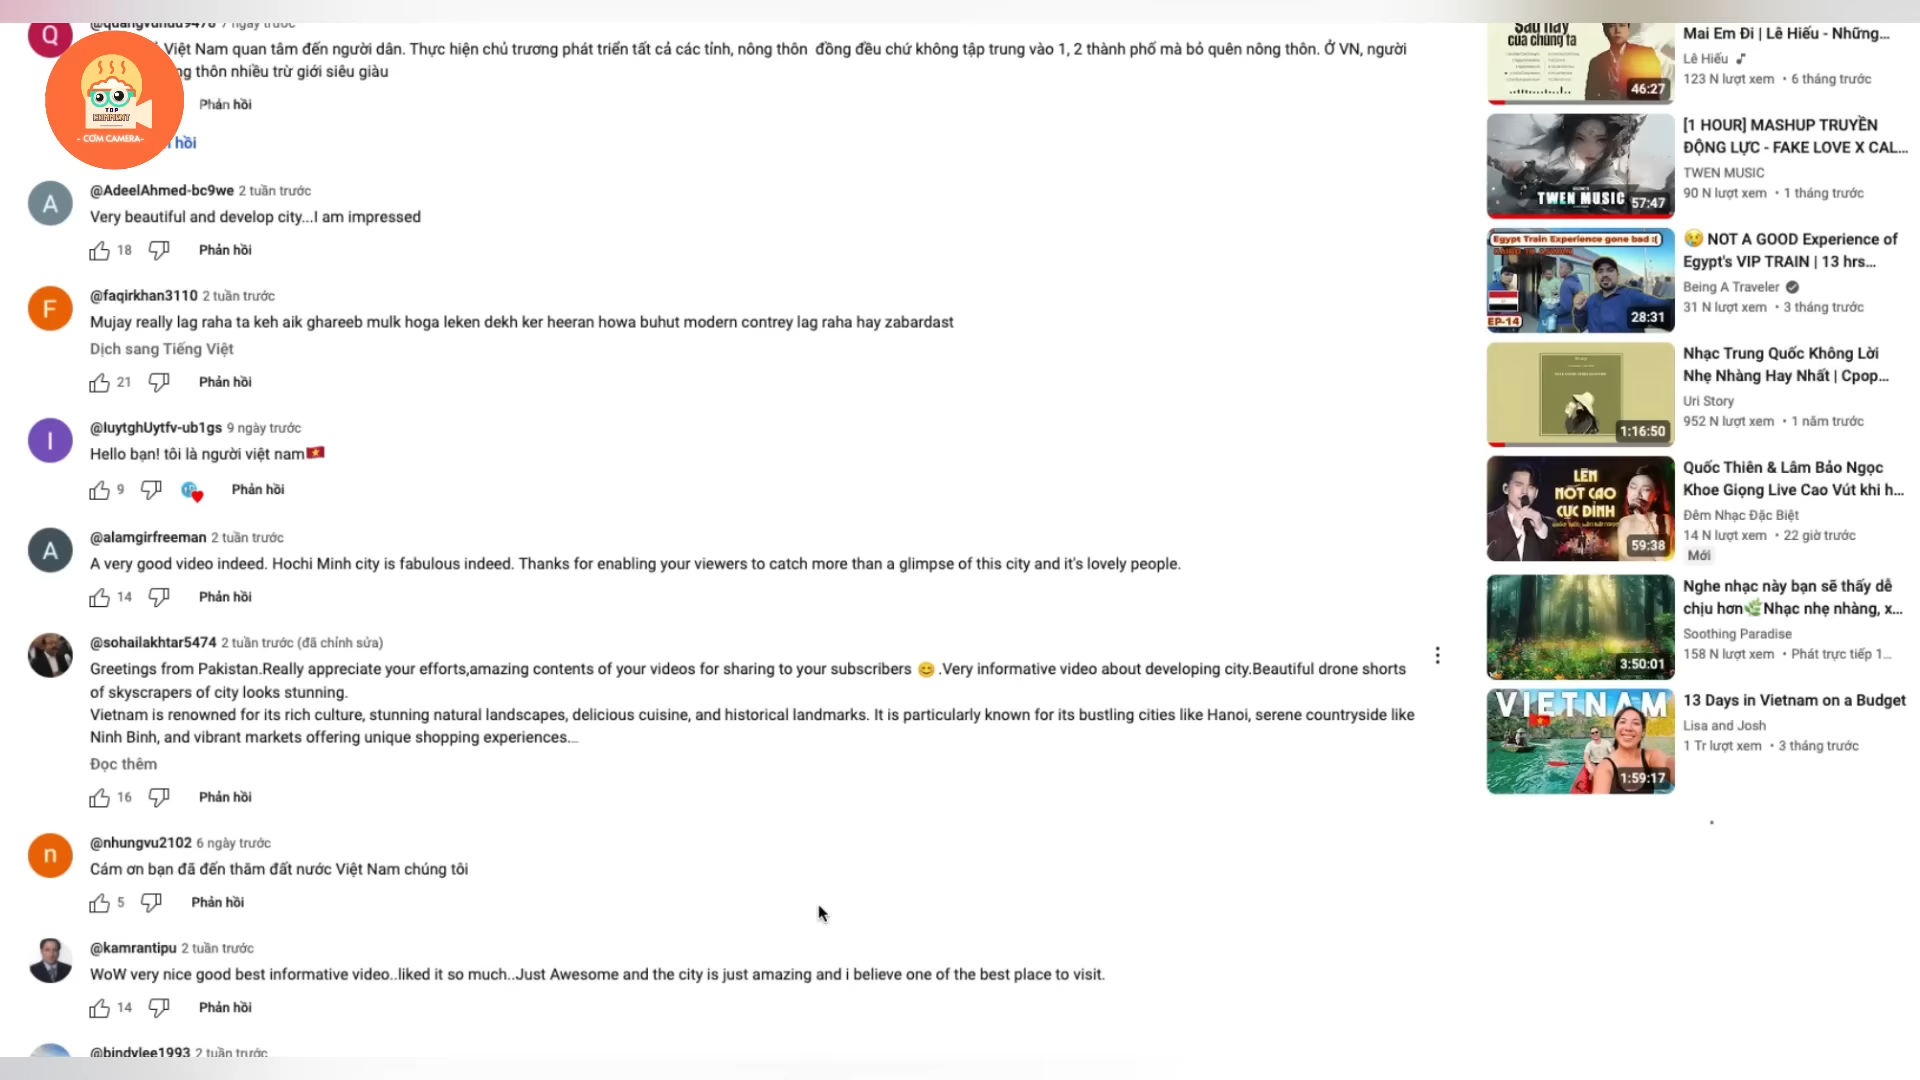 @quangvuhuu9478 7 ngày trước
Việt Nam quan tâm đến người dân. Thực hiện chủ trương phát triển tất cả các tỉnh, nông thôn đồng đều chứ không tập trung vào 1, 2 thành phố mà bỏ quên nông thôn. Ở VN, người
ng thôn nhiều trừ giới siêu giàu
Phản hồi
hồi
TOP
KOMMENT
- CƠM CAMERA-
@AdeelAhmed-bc9we 2 tuần trước
Very beautiful and develop city...I am impressed
18 Phản hồi
@faqirkhan3110 2 tuần trước
Mujay really lag raha ta keh aik ghareeb mulk hoga leken dekh ker heeran howa buhut modern contrey lag raha hay zabardast
Dịch sang Tiếng Việt
21 Phản hồi
@IuytghUytfv-ub1gs 9 ngày trước
Hello bạn! tôi là người việt nam
9 Phản hồi
@alamgirfreeman 2 tuần trước
A very good video indeed. Hochi Minh city is fabulous indeed. Thanks for enabling your viewers to catch more than a glimpse of this city and it's lovely people.
14 Phản hồi
@sohailakhtar5474 2 tuần trước (đã chỉnh sửa)
Greetings from Pakistan.Really appreciate your efforts,amazing contents of your videos for sharing to your subscribers 😊 .Very informative video about developing city.Beautiful drone shorts
of skyscrapers of city looks stunning.
Vietnam is renowned for its rich culture, stunning natural landscapes, delicious cuisine, and historical landmarks. It is particularly known for its bustling cities like Hanoi, serene countryside like
Ninh Binh, and vibrant markets offering unique shopping experiences....
Đọc thêm
16 Phản hồi
@nhungvu2102 6 ngày trước
Cám ơn bạn đã đến thăm đất nước Việt Nam chúng tôi
5 Phản hồi
@kamrantipu 2 tuần trước
WoW very nice good best informative video..liked it so much..Just Awesome and the city is just amazing and i believe one of the best place to visit.
14 Phản hồi
@bindylee1993 2 tuần trước
Sau này
của chúng ta
46:27
Mai Em Đi | Lê Hiếu - Những...
Lê Hiếu
123 N lượt xem • 6 tháng trước
TWEN MUSIC
57:47
[1 HOUR] MASHUP TRUYỀN
ĐỘNG LỰC - FAKE LOVE X CAL...
TWEN MUSIC
90 N lượt xem • 1 tháng trước
Egypt Train Experience gone bad :(
EP-14
28:31
😢 NOT A GOOD Experience of
Egypt's VIP TRAIN | 13 hrs...
Being A Traveler
31 N lượt xem • 3 tháng trước
1:16:50
Nhạc Trung Quốc Không Lời
Nhẹ Nhàng Hay Nhất | Cpop...
Uri Story
952 N lượt xem • 1 năm trước
LÊN
NỐT CAO
CỰC ĐỈNH
59:38
Quốc Thiên & Lâm Bảo Ngọc
Khoe Giọng Live Cao Vút khi h...
Đêm Nhạc Đặc Biệt
14 N lượt xem • 22 giờ trước
Mới
3:50:01
Nghe nhạc này bạn sẽ thấy dễ
chịu hơn🌿Nhạc nhẹ nhàng, x...
Soothing Paradise
158 N lượt xem • Phát trực tiếp 1...
VIETNAM
1:59:17
13 Days in Vietnam on a Budget
Lisa and Josh
1 Tr lượt xem • 3 tháng trước